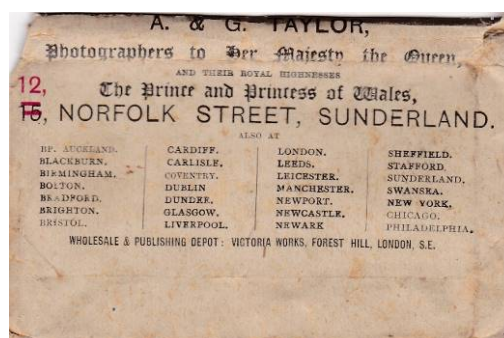 A. & G. TAYLOR,
Photographers to Her Majesty the Queen,
AND THEIR ROYAL HIGHNESSES
The Prince and Princess of Wales,
12,
15, NORFOLK STREET, SUNDERLAND.
ALSO AT
BP. AUCKLAND. CARDIFF. LONDON. SHEFFIELD.
BLACKBURN. CARLISLE. LEEDS. STAFFORD.
BIRMINGHAM. COVENTRY. LEICESTER. SUNDERLAND.
BOLTON. DUBLIN MANCHESTER. SWANSEA.
BRADFORD. DUNDEE. NEWPORT. NEW YORK.
BRIGHTON. GLASGOW. NEWCASTLE. CHICAGO.
BRISTOL. LIVERPOOL. NEWARK PHILADELPHIA.
WHOLESALE & PUBLISHING DEPOT: VICTORIA WORKS, FOREST HILL, LONDON, S.E.